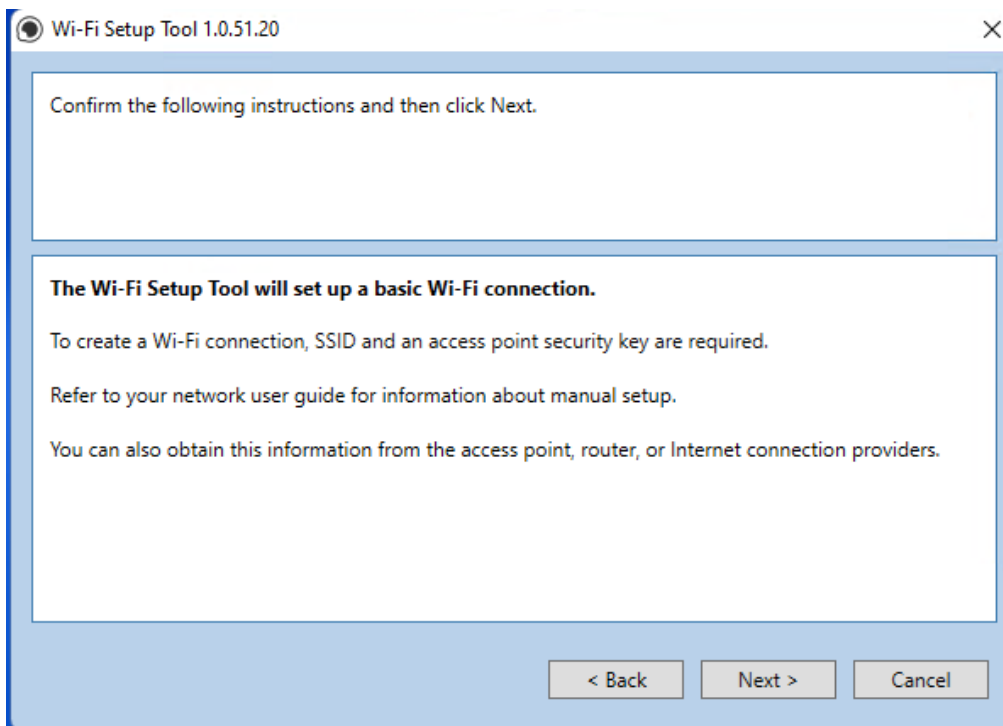 Wi-Fi Setup Tool 1.0.51.20
Confirm the following instructions and then click Next.
The Wi-Fi Setup Tool will set up a basic Wi-Fi connection.
To create a Wi-Fi connection, SSID and an access point security key are required.
Refer to your network user guide for information about manual setup.
You can also obtain this information from the access point, router, or Internet connection providers.
< Back Next > Cancel